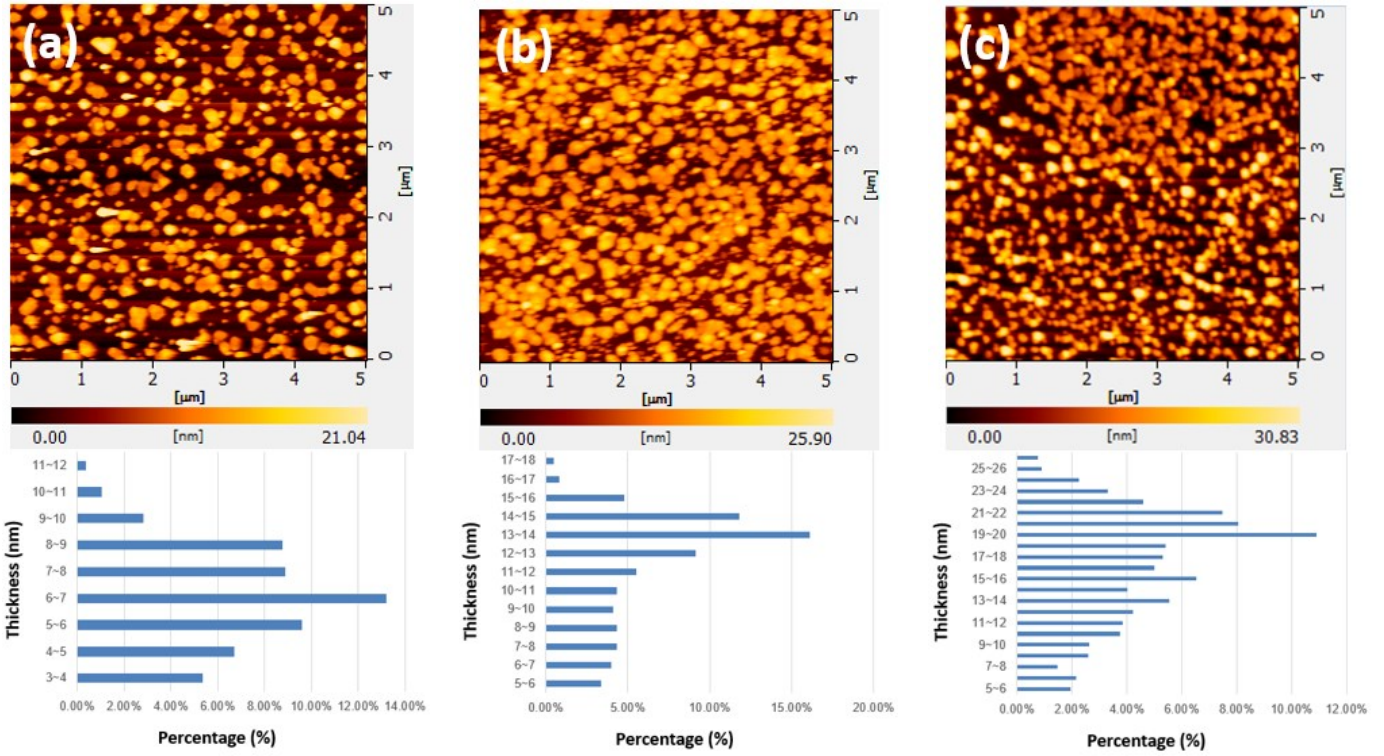 (a)
5
4
3
2
1
0
[µm]
0 1 2 3 4 5
[µm]
0.00 [nm] 21.04
Thickness (nm)
11~12
10~11
9~10
8~9
7~8
6~7
5~6
4~5
3~4
0.00% 2.00% 4.00% 6.00% 8.00% 10.00% 12.00% 14.00%
Percentage (%)
(b)
5
4
3
2
1
0
[µm]
0 1 2 3 4 5
[µm]
0.00 [nm] 25.90
Thickness (nm)
17~18
16~17
15~16
14~15
13~14
12~13
11~12
10~11
9~10
8~9
7~8
6~7
5~6
0.00% 5.00% 10.00% 15.00% 20.00%
Percentage (%)
(c)
5
4
3
2
1
0
[µm]
0 1 2 3 4 5
[µm]
0.00 [nm] 30.83
Thickness (nm)
25~26
23~24
21~22
19~20
17~18
15~16
13~14
11~12
9~10
7~8
5~6
0.00% 2.00% 4.00% 6.00% 8.00% 10.00% 12.00%
Percentage (%)